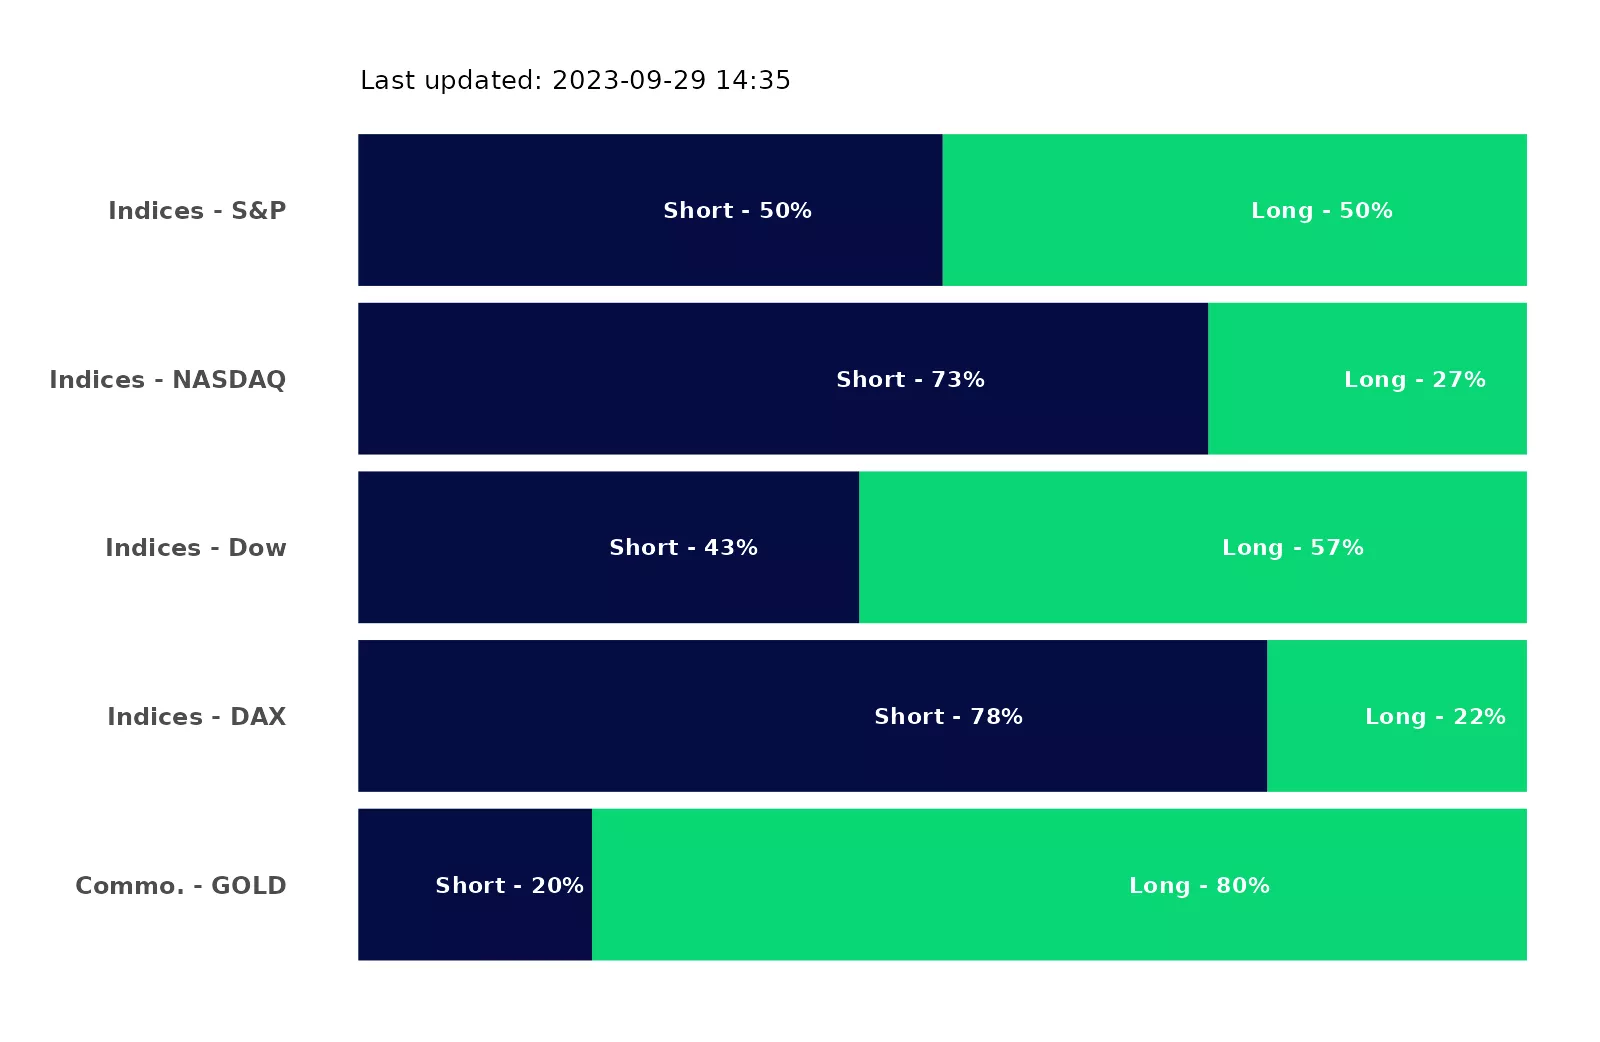 Last updated: 2023-09-29 14:35
Indices - S&P Short - 50% Long - 50%
Indices - NASDAQ Short - 73% Long - 27%
Indices - Dow Short - 43% Long - 57%
Indices - DAX Short - 78% Long - 22%
Commo. - GOLD Short - 20% Long - 80%